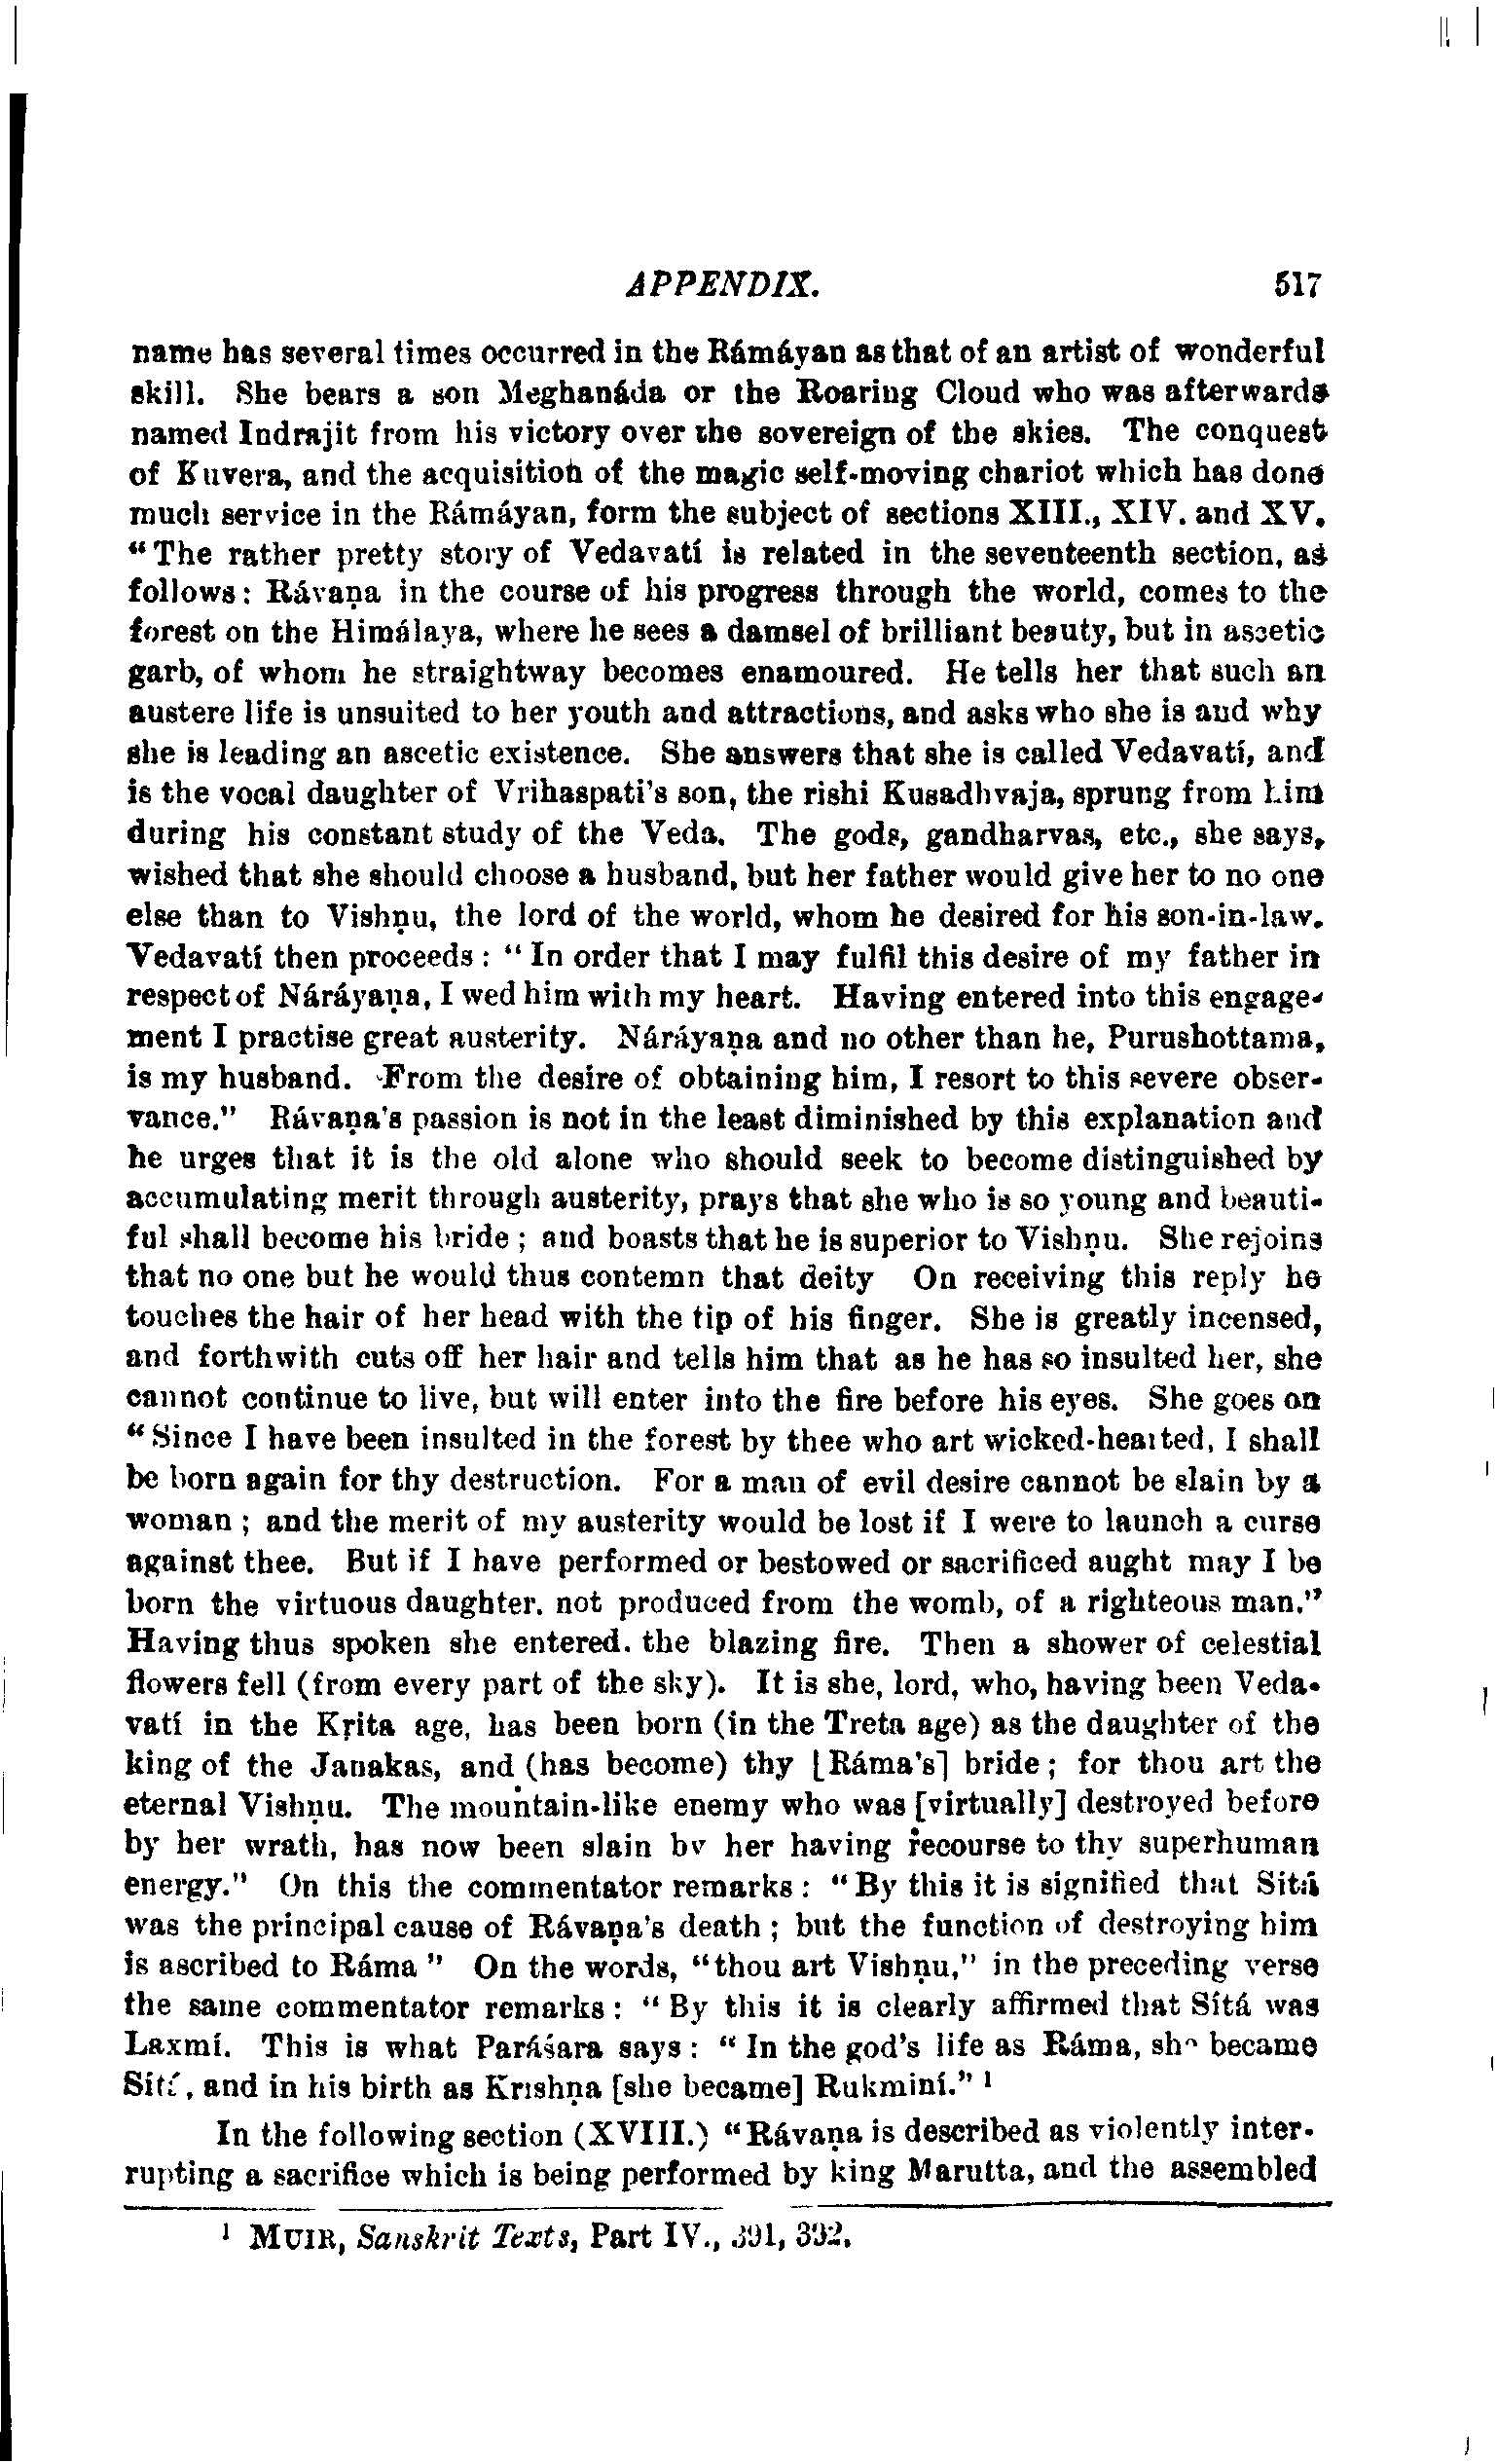 APPENDIX. 517
name has several times occurred in the Rámáyan as that of an artist of wonderful
skill. She bears a son Meghanáda or the Roaring Cloud who was afterwards
named Indrajit from his victory over the sovereign of the skies. The conquest
of Kuvera, and the acquisition of the magic self-moving chariot which has done
much service in the Rámáyan, form the subject of sections XIII., XIV. and XV.
"The rather pretty story of Vedavatí is related in the seventeenth section, as
follows: Rávaṇa in the course of his progress through the world, comes to the
forest on the Himálaya, where he sees a damsel of brilliant beauty, but in ascetic
garb, of whom he straightway becomes enamoured. He tells her that such an
austere life is unsuited to her youth and attractions, and asks who she is and why
she is leading an ascetic existence. She answers that she is called Vedavatí, and
is the vocal daughter of Vrihaspati's son, the rishi Kusadhvaja, sprung from him
during his constant study of the Veda. The gods, gandharvas, etc., she says,
wished that she should choose a husband, but her father would give her to no one
else than to Vishṇu, the lord of the world, whom he desired for his son-in-law.
Vedavatí then proceeds: "In order that I may fulfil this desire of my father in
respect of Náráyaṇa, I wed him with my heart. Having entered into this engage-
ment I practise great austerity. Náráyaṇa and no other than he, Purushottama,
is my husband. From the desire of obtaining him, I resort to this severe obser-
vance." Rávaṇa's passion is not in the least diminished by this explanation and
he urges that it is the old alone who should seek to become distinguished by
accumulating merit through austerity, prays that she who is so young and beauti-
ful shall become his bride; and boasts that he is superior to Vishṇu. She rejoins
that no one but he would thus contemn that deity On receiving this reply he
touches the hair of her head with the tip of his finger. She is greatly incensed,
and forthwith cuts off her hair and tells him that as he has so insulted her, she
cannot continue to live, but will enter into the fire before his eyes. She goes on
"Since I have been insulted in the forest by thee who art wicked-hearted, I shall
be born again for thy destruction. For a man of evil desire cannot be slain by a
woman; and the merit of my austerity would be lost if I were to launch a curse
against thee. But if I have performed or bestowed or sacrificed aught may I be
born the virtuous daughter. not produced from the womb, of a righteous man."
Having thus spoken she entered. the blazing fire. Then a shower of celestial
flowers fell (from every part of the sky). It is she, lord, who, having been Veda-
vatí in the Kṛita age, has been born (in the Treta age) as the daughter of the
king of the Janakas, and (has become) thy [Ráma's] bride; for thou art the
eternal Vishṇu. The mountain-like enemy who was [virtually] destroyed before
by her wrath, has now been slain by her having recourse to thy superhuman
energy." On this the commentator remarks: "By this it is signified that Sitá
was the principal cause of Rávaṇa's death; but the function of destroying him
is ascribed to Ráma" On the words, "thou art Vishṇu," in the preceding verse
the same commentator remarks: "By this it is clearly affirmed that Sítá was
Laxmí. This is what Paráśara says: "In the god's life as Ráma, she became
Sítá, and in his birth as Krishṇa [she became] Rukminí." 1
In the following section (XVIII.) "Rávaṇa is described as violently inter-
rupting a sacrifice which is being performed by king Marutta, and the assembled
1 MUIR, Sanskrit Texts, Part IV., 391, 392.